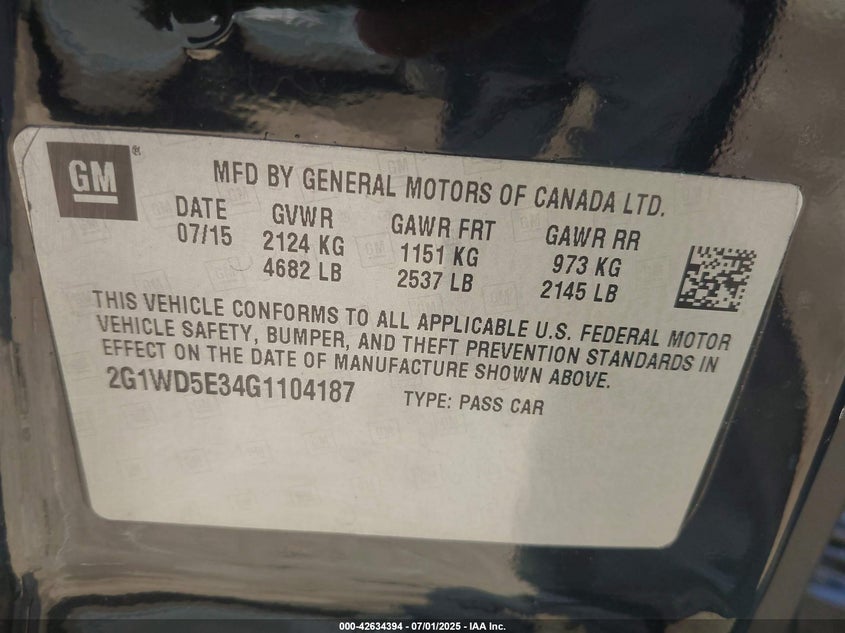 GM
MFD BY GENERAL MOTORS OF CANADA LTD.
DATE GVWR GAWR FRT GAWR RR
07/15 2124 KG 1151 KG 973 KG
4682 LB 2537 LB 2145 LB
THIS VEHICLE CONFORMS TO ALL APPLICABLE U.S. FEDERAL MOTOR
VEHICLE SAFETY, BUMPER, AND THEFT PREVENTION STANDARDS IN
EFFECT ON THE DATE OF MANUFACTURE SHOWN ABOVE.
2G1WD5E34G1104187 TYPE: PASS CAR
000-42634394 - 07/01/2025 - IAA Inc.